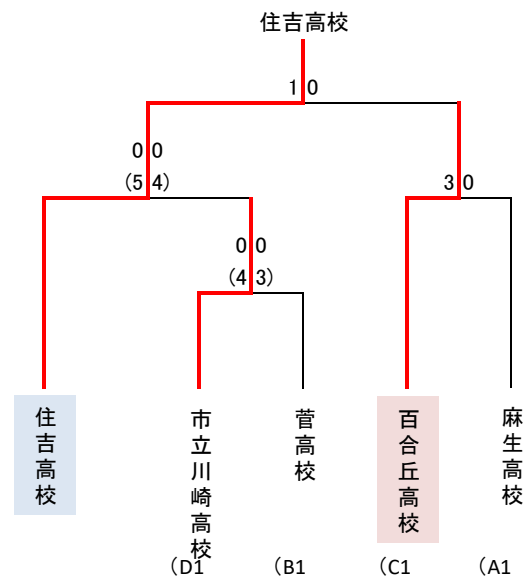 住吉高校
1 0
0 0
(5 4)
3 0
0 0
(4 3)
住吉高校
市立川崎高校
菅高校
百合丘高校
麻生高校
(D1
(B1
(C1
(A1